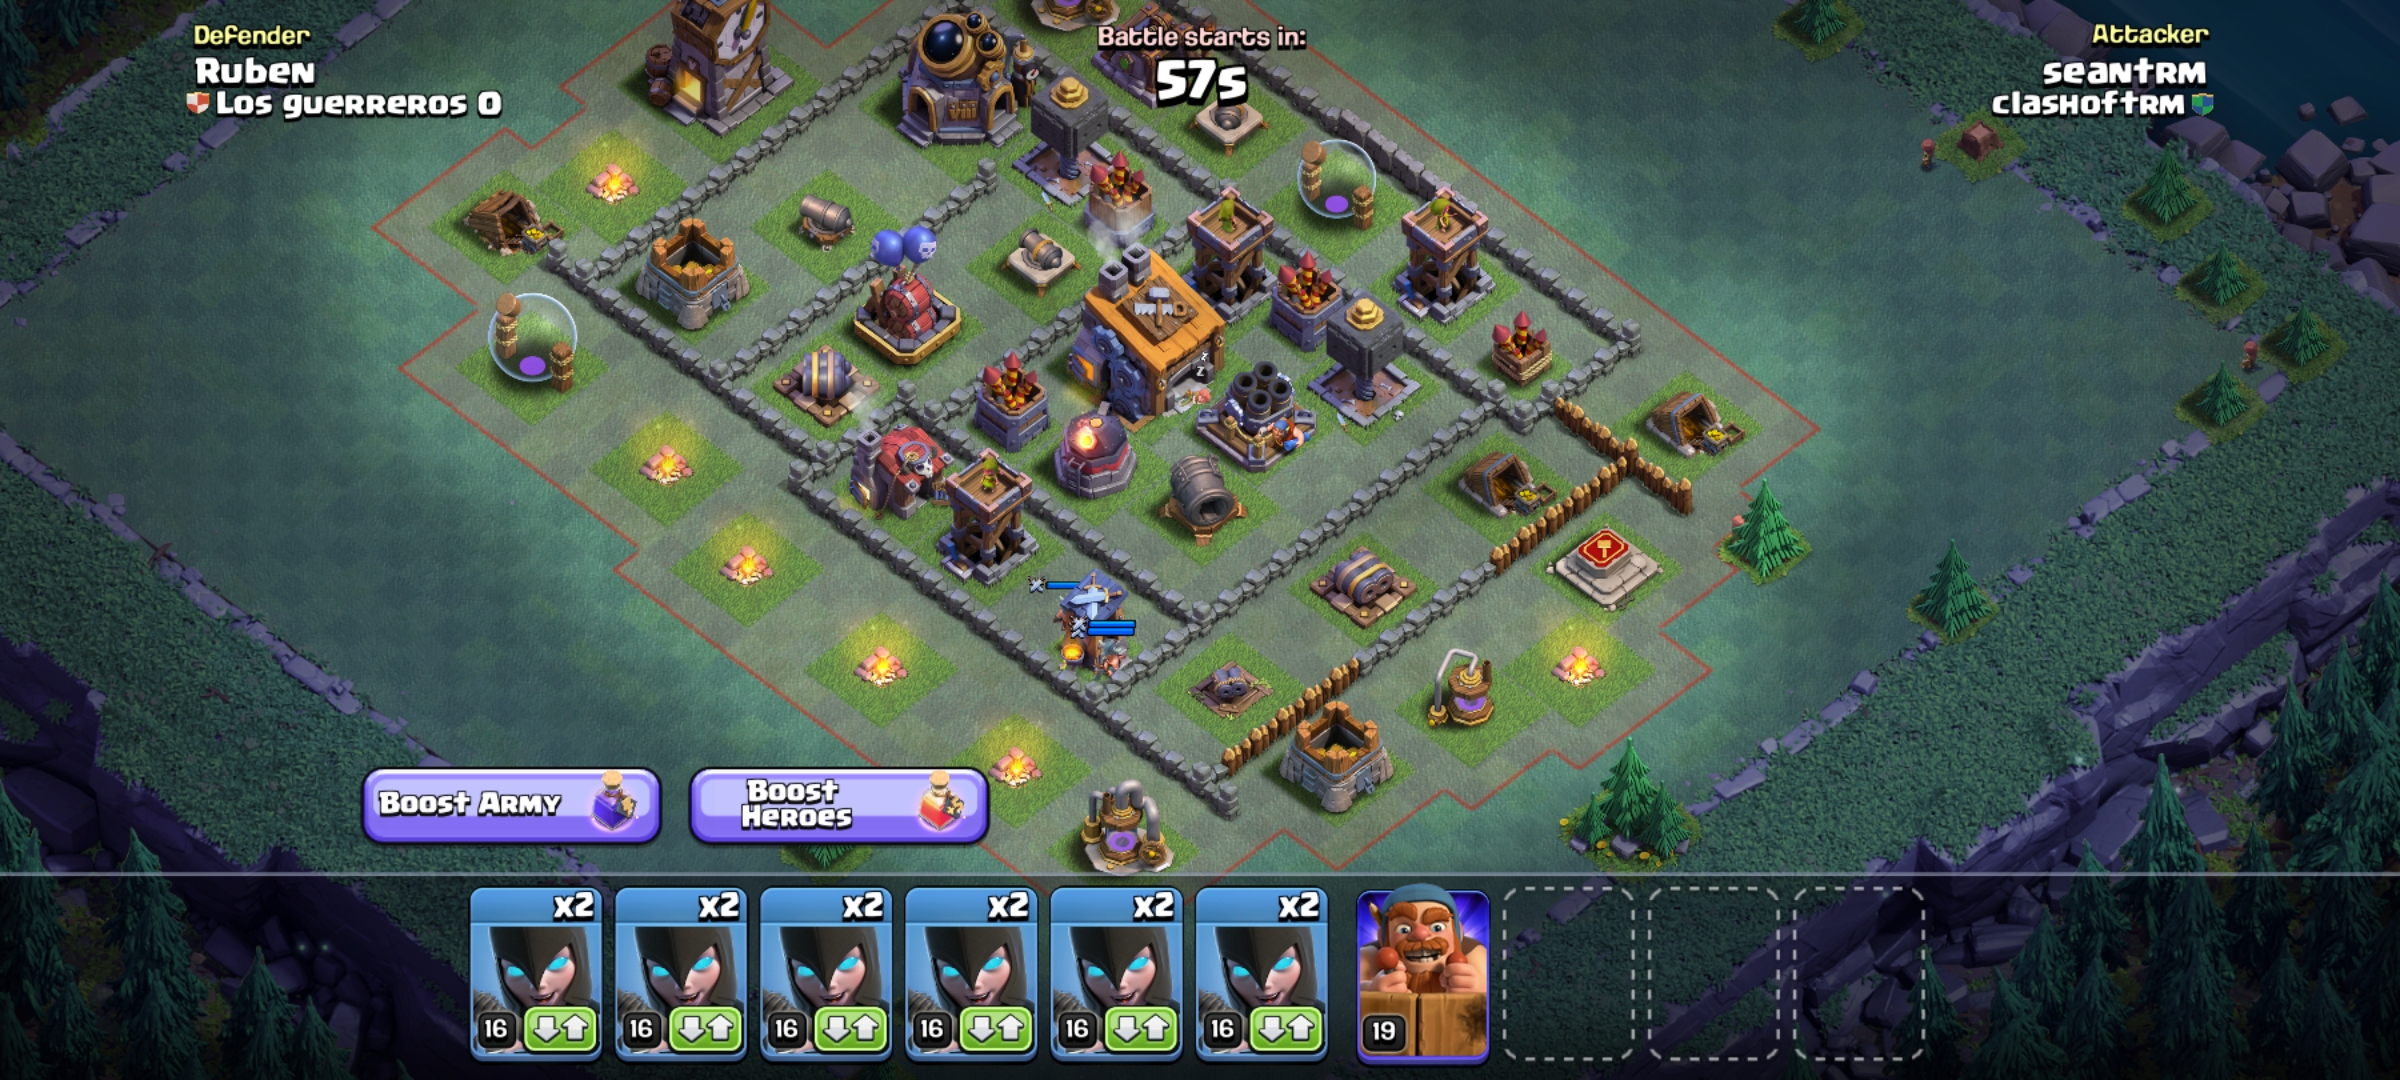 Defender
Ruben
Los guerreros 0
Battle starts in:
57s
Attacker
seantRM
clashoftRM
VIII
z
z
T
Boost Army
Boost
Heroes
x2
x2
x2
x2
x2
x2
16
16
16
16
16
16
19